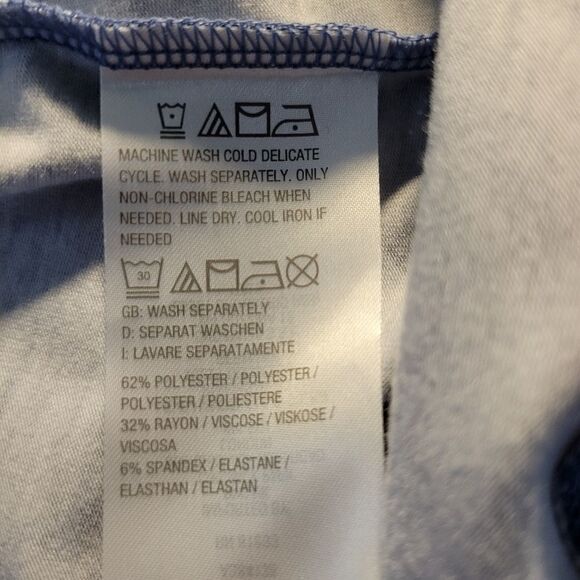 MACHINE WASH COLD DELICATE
CYCLE. WASH SEPARATELY. ONLY
NON-CHLORINE BLEACH WHEN
NEEDED. LINE DRY. COOL IRON IF
NEEDED
30
GB: WASH SEPARATELY
D: SEPARAT WASCHEN
I: LAVARE SEPARATAMENTE
62% POLYESTER / POLYESTER /
POLYESTER / POLIESTERE
32% RAYON / VISCOSE / VISKOSE /
VISCOSA
6% SPANDEX / ELASTANE /
ELASTHAN / ELASTAN